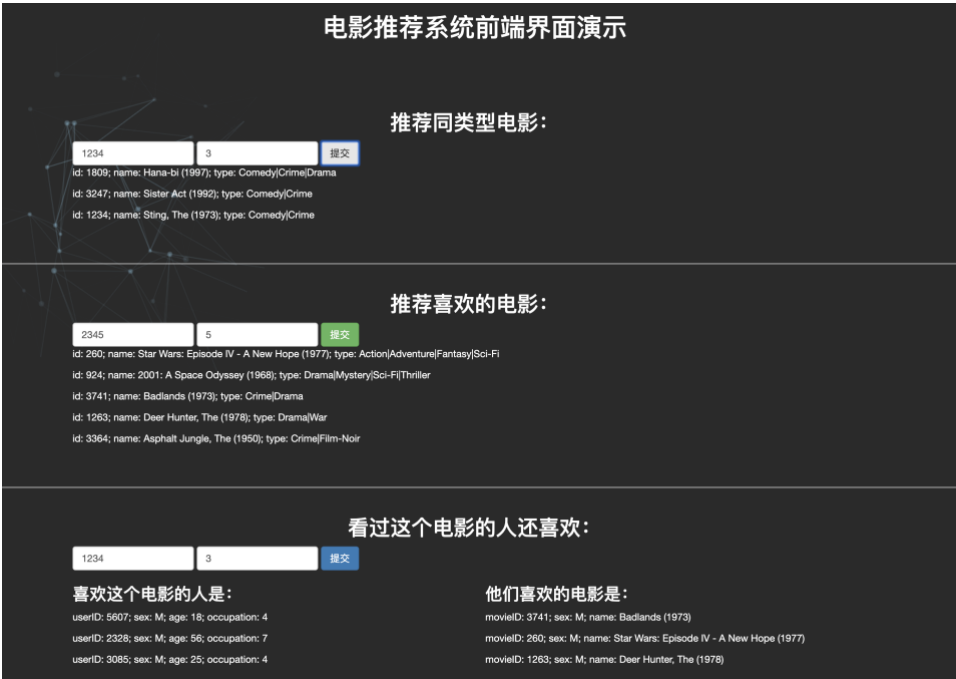 电影推荐系统前端界面演示
推荐同类型电影：
1234 3 提交
id: 1809; name: Hana-bi (1997); type: Comedy|Crime|Drama
id: 3247; name: Sister Act (1992); type: Comedy|Crime
id: 1234; name: Sting, The (1973); type: Comedy|Crime
推荐喜欢的电影：
2345 5 提交
id: 260; name: Star Wars: Episode IV - A New Hope (1977); type: Action|Adventure|Fantasy|Sci-Fi
id: 924; name: 2001: A Space Odyssey (1968); type: Drama|Mystery|Sci-Fi|Thriller
id: 3741; name: Badlands (1973); type: Crime|Drama
id: 1263; name: Deer Hunter, The (1978); type: Drama|War
id: 3364; name: Asphalt Jungle, The (1950); type: Crime|Film-Noir
看过这个电影的人还喜欢：
1234 3 提交
喜欢这个电影的人是：
userID: 5607; sex: M; age: 18; occupation: 4
userID: 2328; sex: M; age: 56; occupation: 7
userID: 3085; sex: M; age: 25; occupation: 4
他们喜欢的电影是：
movieID: 3741; sex: M; name: Badlands (1973)
movieID: 260; sex: M; name: Star Wars: Episode IV - A New Hope (1977)
movieID: 1263; sex: M; name: Deer Hunter, The (1978)